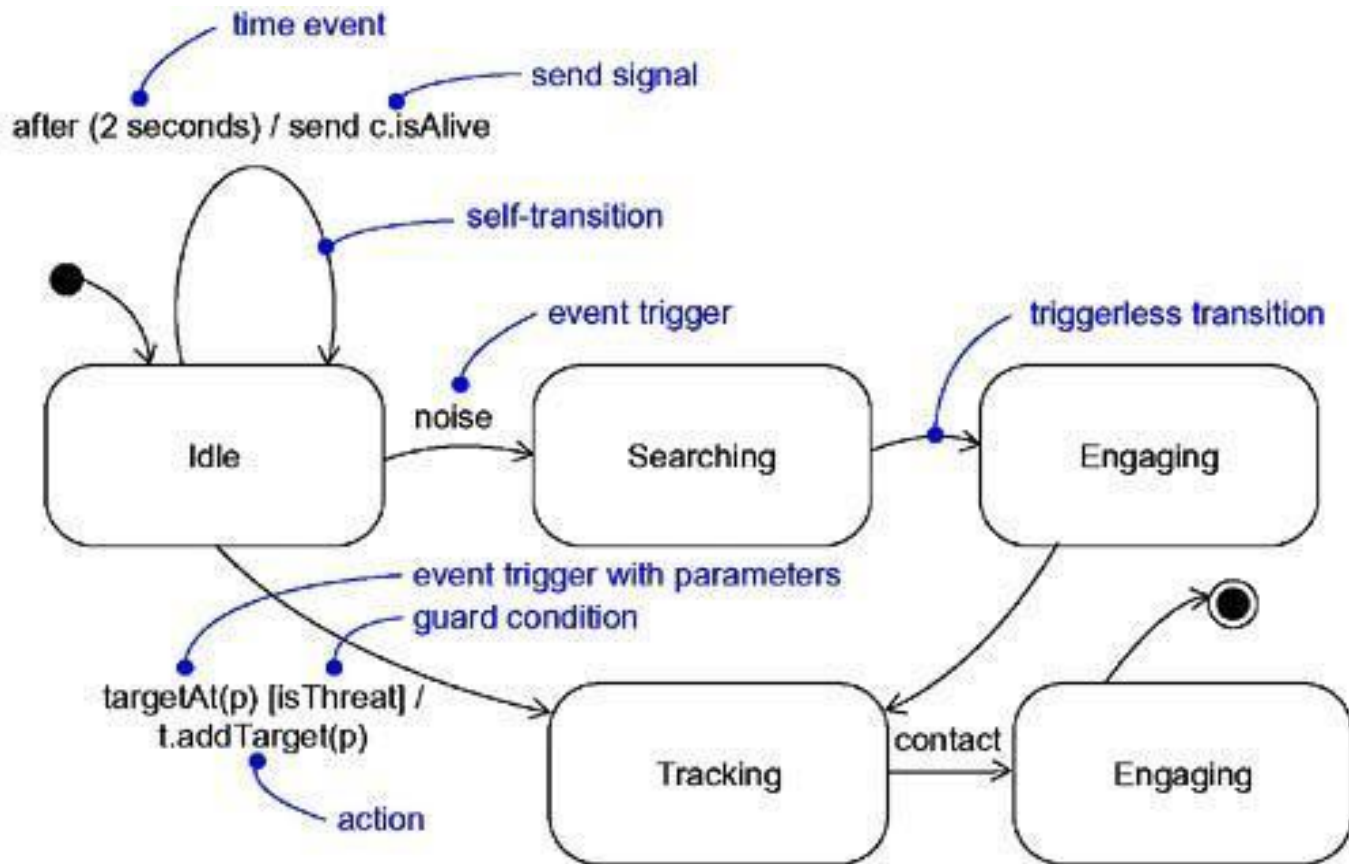 time event
send signal
after (2 seconds) / send c.isAlive
self-transition
event trigger
triggerless transition
noise
Idle
Searching
Engaging
event trigger with parameters
guard condition
targetAt(p) [isThreat] /
t.addTarget(p)
contact
Tracking
Engaging
action